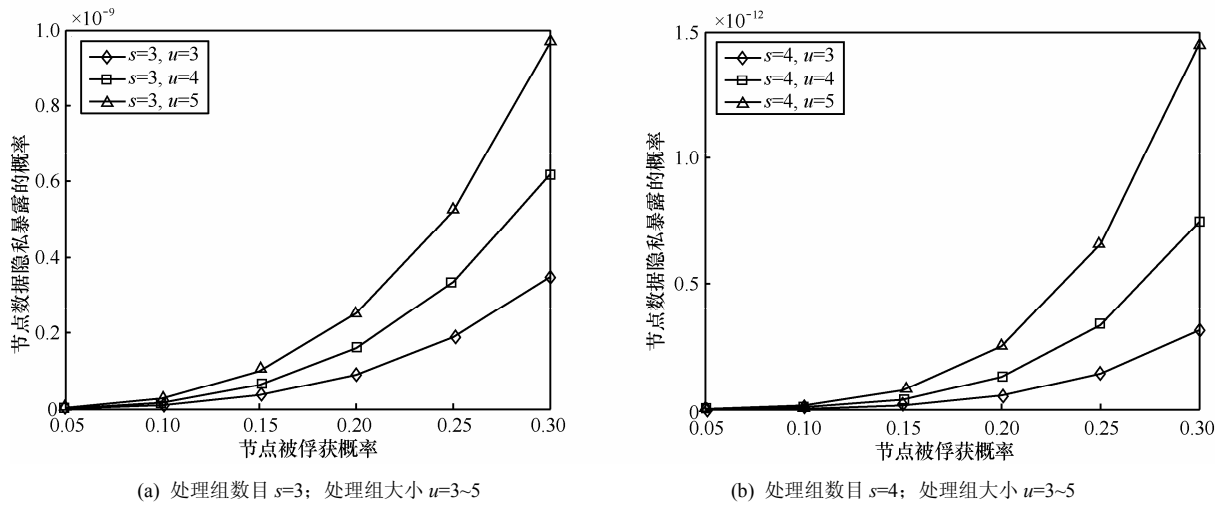 ×10⁻⁹
1.0
0.8
0.6
0.4
0.2
0
0.05 0.10 0.15 0.20 0.25 0.30
s=3, u=3
s=3, u=4
s=3, u=5
节点数据隐私暴露的概率
节点被俘获概率
(a) 处理组数目 s=3；处理组大小 u=3~5
×10⁻¹²
1.5
1.0
0.5
0
0.05 0.10 0.15 0.20 0.25 0.30
s=4, u=3
s=4, u=4
s=4, u=5
节点数据隐私暴露的概率
节点被俘获概率
(b) 处理组数目 s=4；处理组大小 u=3~5